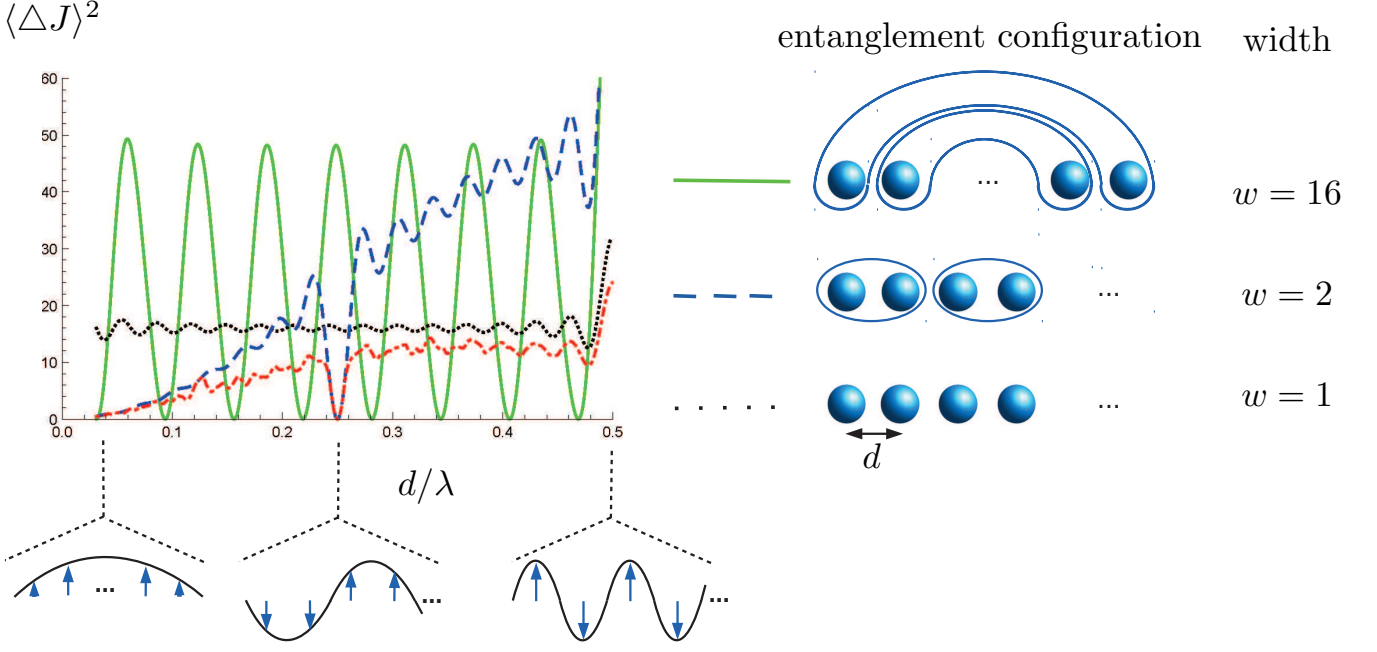 ⟨△J⟩²
entanglement configuration width
60
50
40
30
20
10
0
0.0 0.1 0.2 0.3 0.4 0.5
d/λ
... w = 16
... w = 2
... w = 1
d
... ... ...